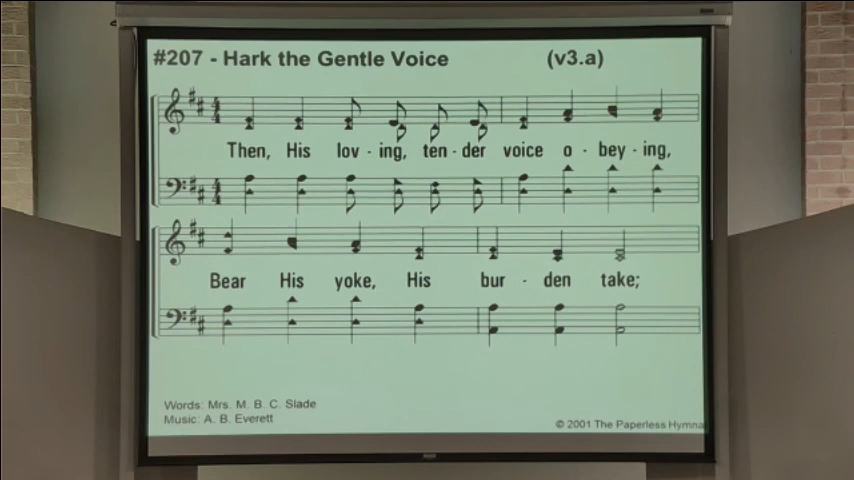 #207 - Hark the Gentle Voice (v3.a)
Then, His lov - ing, ten - der voice o - bey - ing,
Bear His yoke, His bur - den take;
Words: Mrs. M. B. C. Slade
Music: A. B. Everett
© 2001 The Paperless Hymna